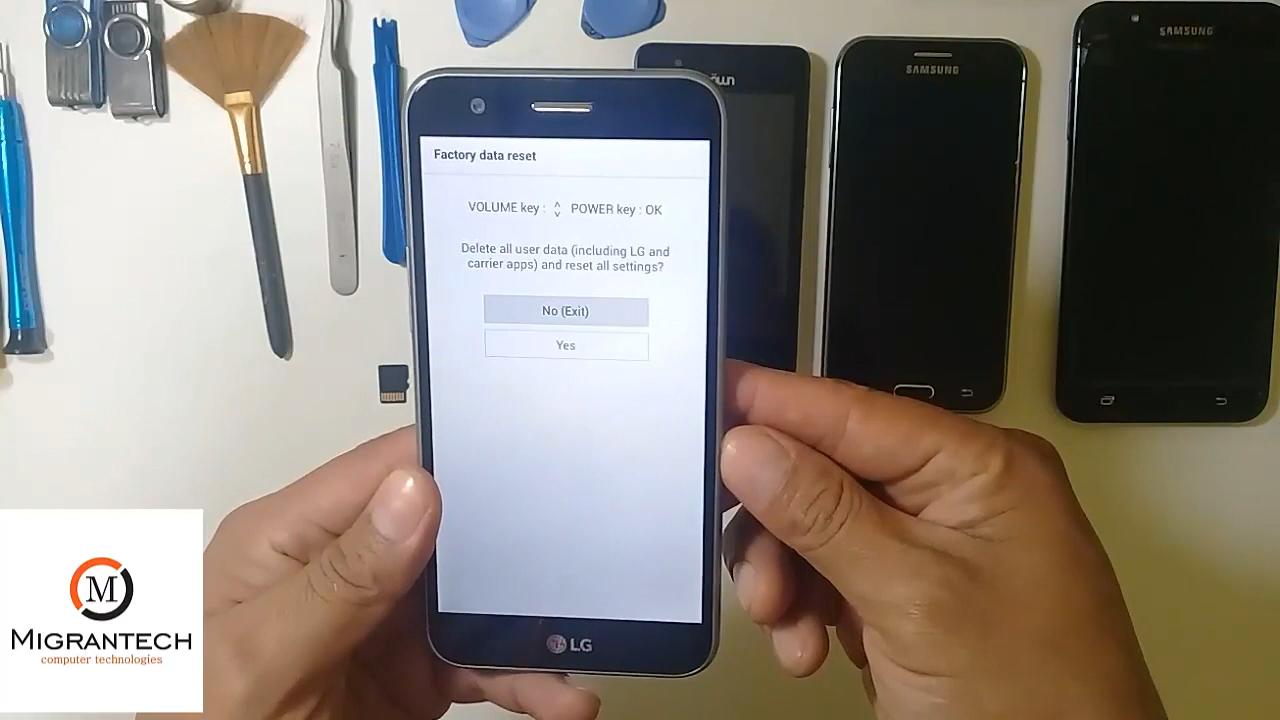 SAMSUNG
SAMSUNG
Factory data reset
VOLUME key : POWER key : OK
Delete all user data (including LG and
carrier apps) and reset all settings?
No (Exit)
Yes
LG
M
MIGRANTECH
computer technologies